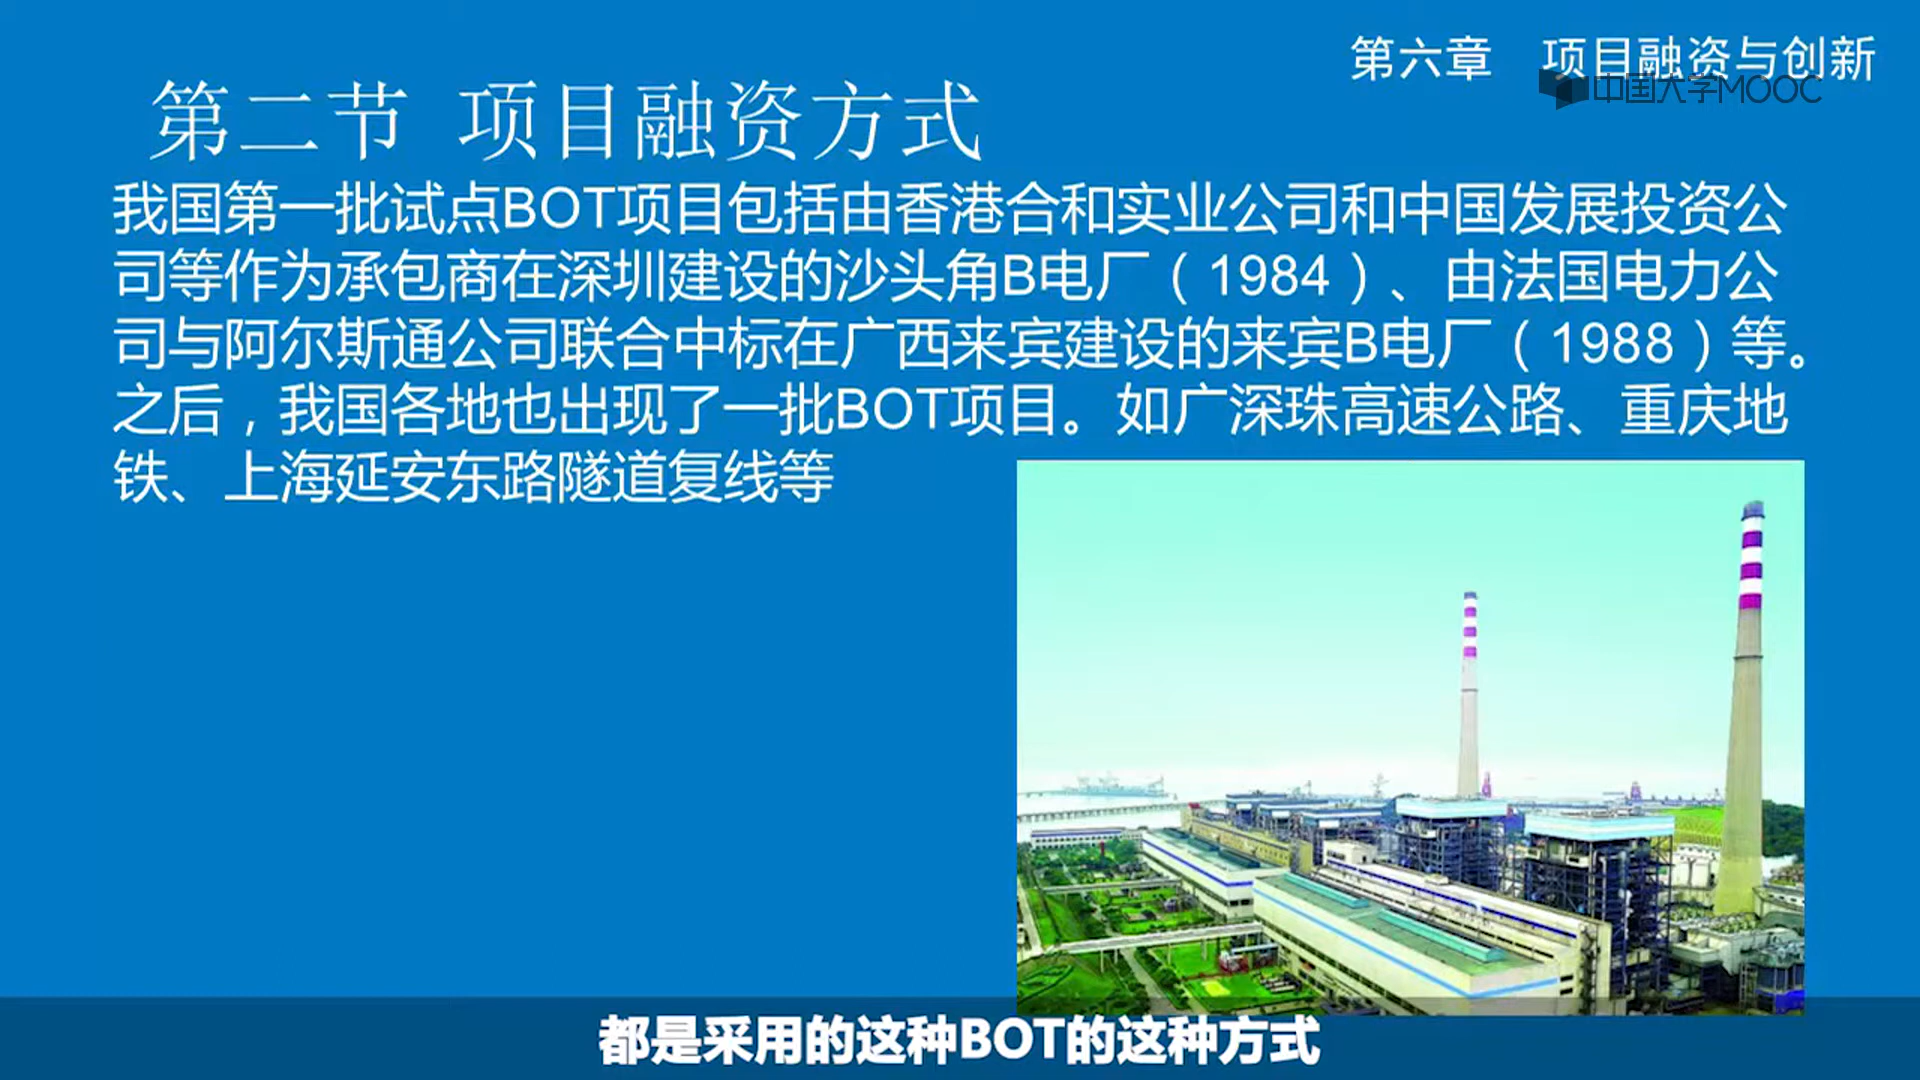 第六章 项目融资与创新
中国大学MOOC
第二节 项目融资方式
我国第一批试点BOT项目包括由香港合和实业公司和中国发展投资公
司等作为承包商在深圳建设的沙头角B电厂（1984）、由法国电力公
司与阿尔斯通公司联合中标在广西来宾建设的来宾B电厂（1988）等。
之后，我国各地也出现了一批BOT项目。如广深珠高速公路、重庆地
铁、上海延安东路隧道复线等
都是采用的这种BOT的这种方式